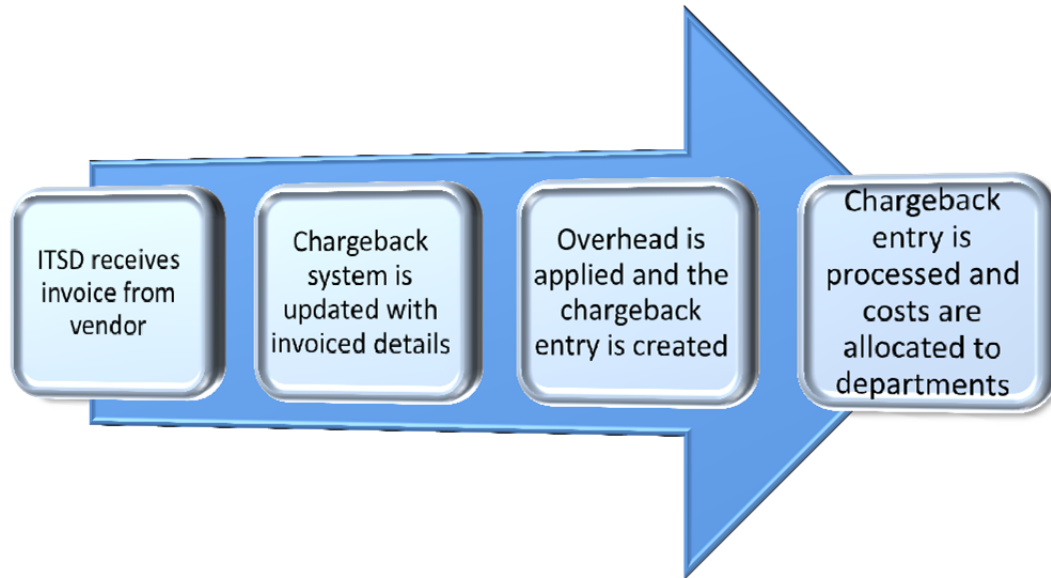 ITSD receives
invoice from
vendor
Chargeback
system is
updated with
invoiced details
Overhead is
applied and the
chargeback
entry is created
Chargeback
entry is
processed and
costs are
allocated to
departments